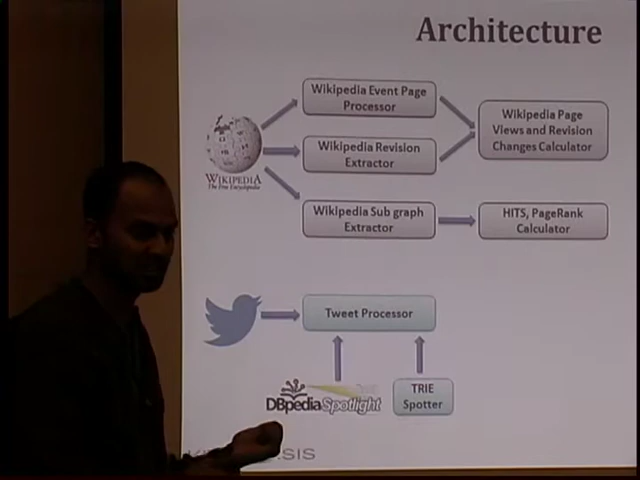 Architecture
Wikipedia Event Page
Processor
Wikipedia Page
Views and Revision
Changes Calculator
Wikipedia Revision
Extractor
WIKIPEDIA
The Free Encyclopedia
Wikipedia Sub graph
Extractor
HITS, PageRank
Calculator
Tweet Processor
DBpedia Spotlight
TRIE
Spotter